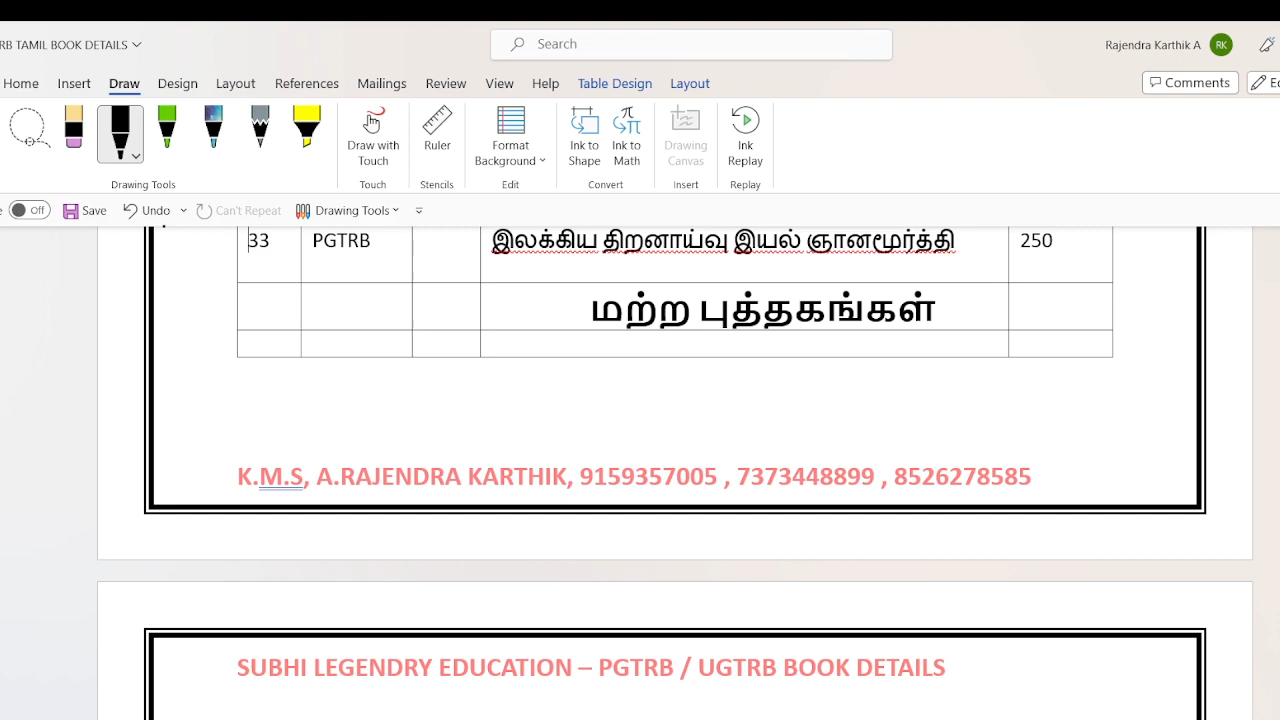 RB TAMIL BOOK DETAILS
Search
Rajendra Karthik A RK
Home Insert Draw Design Layout References Mailings Review View Help Table Design Layout Comments
Draw with Touch Ruler Format Background Ink to Shape Ink to Math Drawing Canvas Ink Replay
Drawing Tools Touch Stencils Edit Convert Insert Replay
Off Save Undo Can't Repeat Drawing Tools
33 PGTRB இலக்கிய திறனாய்வு இயல் ஞானமூர்த்தி 250
மற்ற புத்தகங்கள்
K.M.S, A.RAJENDRA KARTHIK, 9159357005 , 7373448899 , 8526278585
SUBHI LEGENDRY EDUCATION – PGTRB / UGTRB BOOK DETAILS